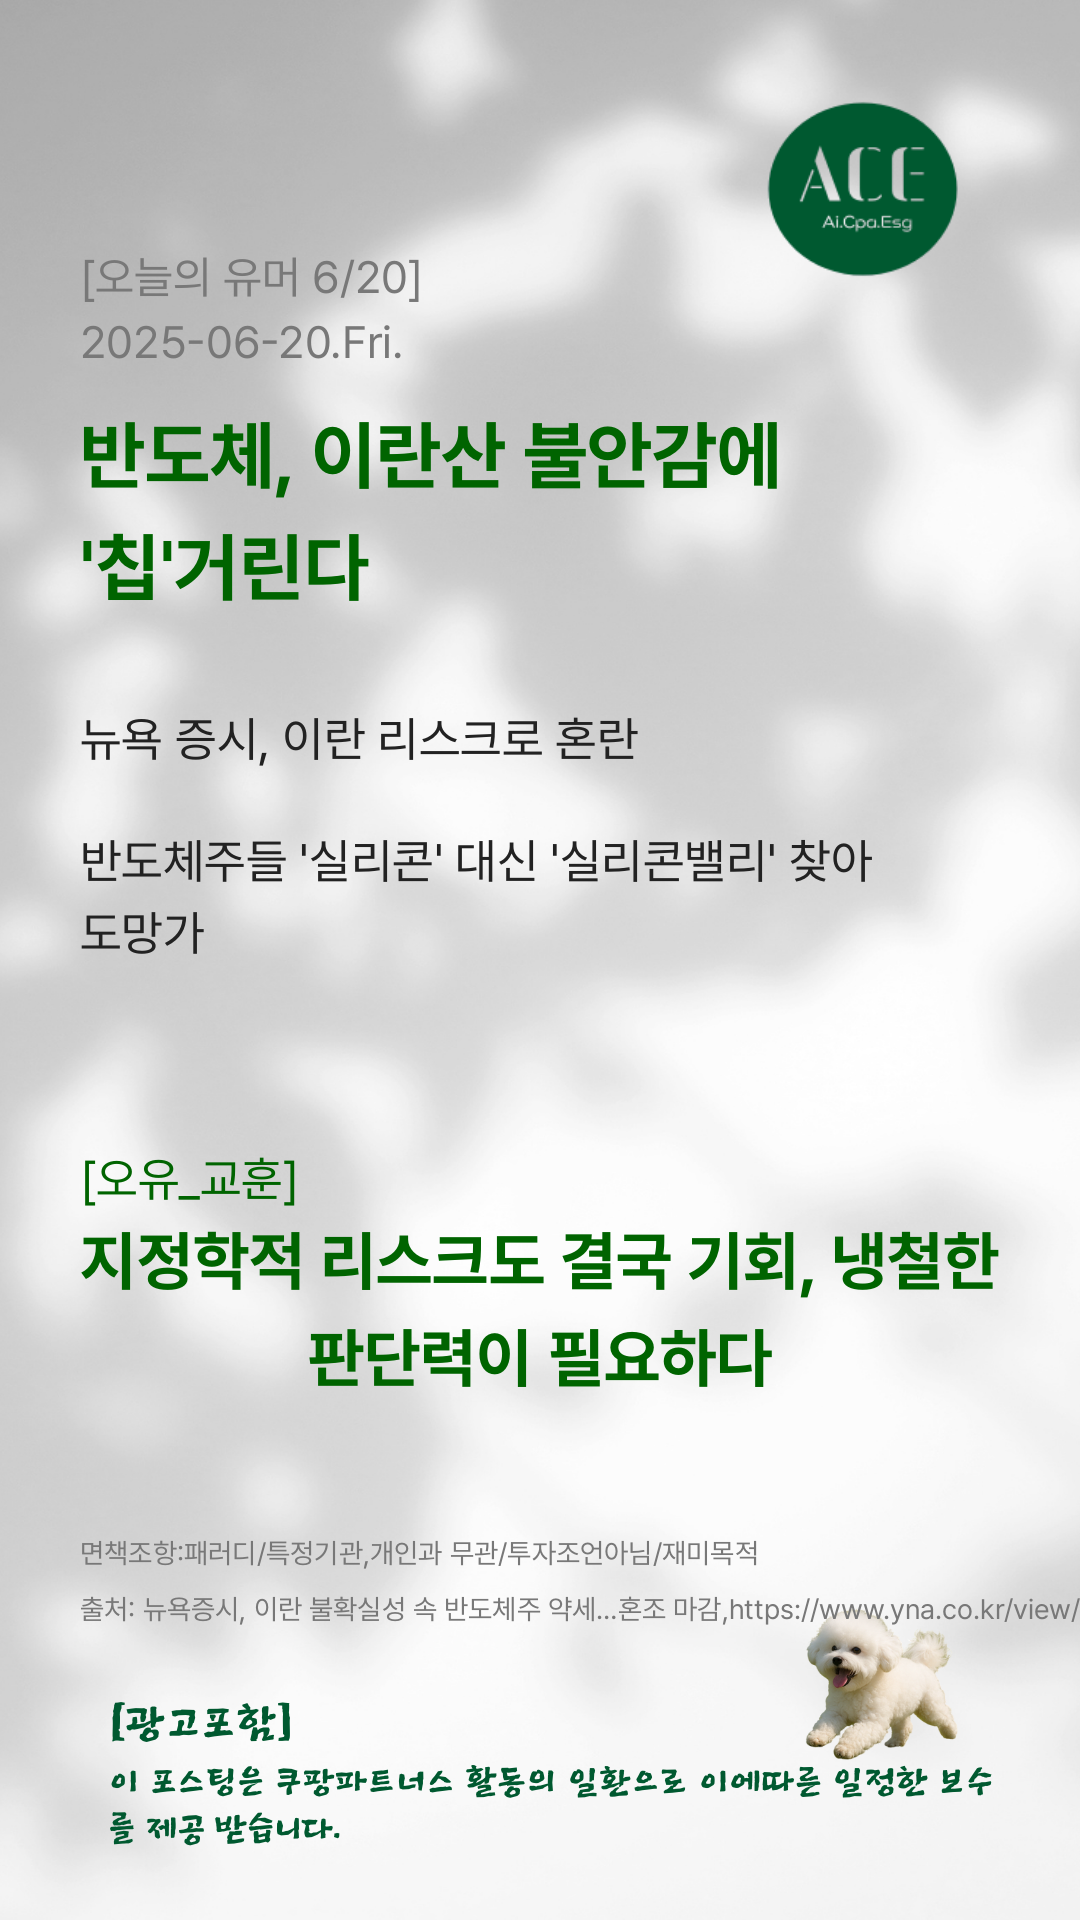 ACE
Ai.Cpa.Esg
[오늘의 유머 6/20]
2025-06-20.Fri.
반도체, 이란산 불안감에
'칩'거린다
뉴욕 증시, 이란 리스크로 혼란
반도체주들 '실리콘' 대신 '실리콘밸리' 찾아
도망가
[오유_교훈]
지정학적 리스크도 결국 기회, 냉철한
판단력이 필요하다
면책조항:패러디/특정기관,개인과 무관/투자조언아님/재미목적
출처: 뉴욕증시, 이란 불확실성 속 반도체주 약세...혼조 마감,https://www.yna.co.kr/view/
[광고포함]
이 포스팅은 쿠팡파트너스 활동의 일환으로 이에따른 일정한 보수
를 제공 받습니다.